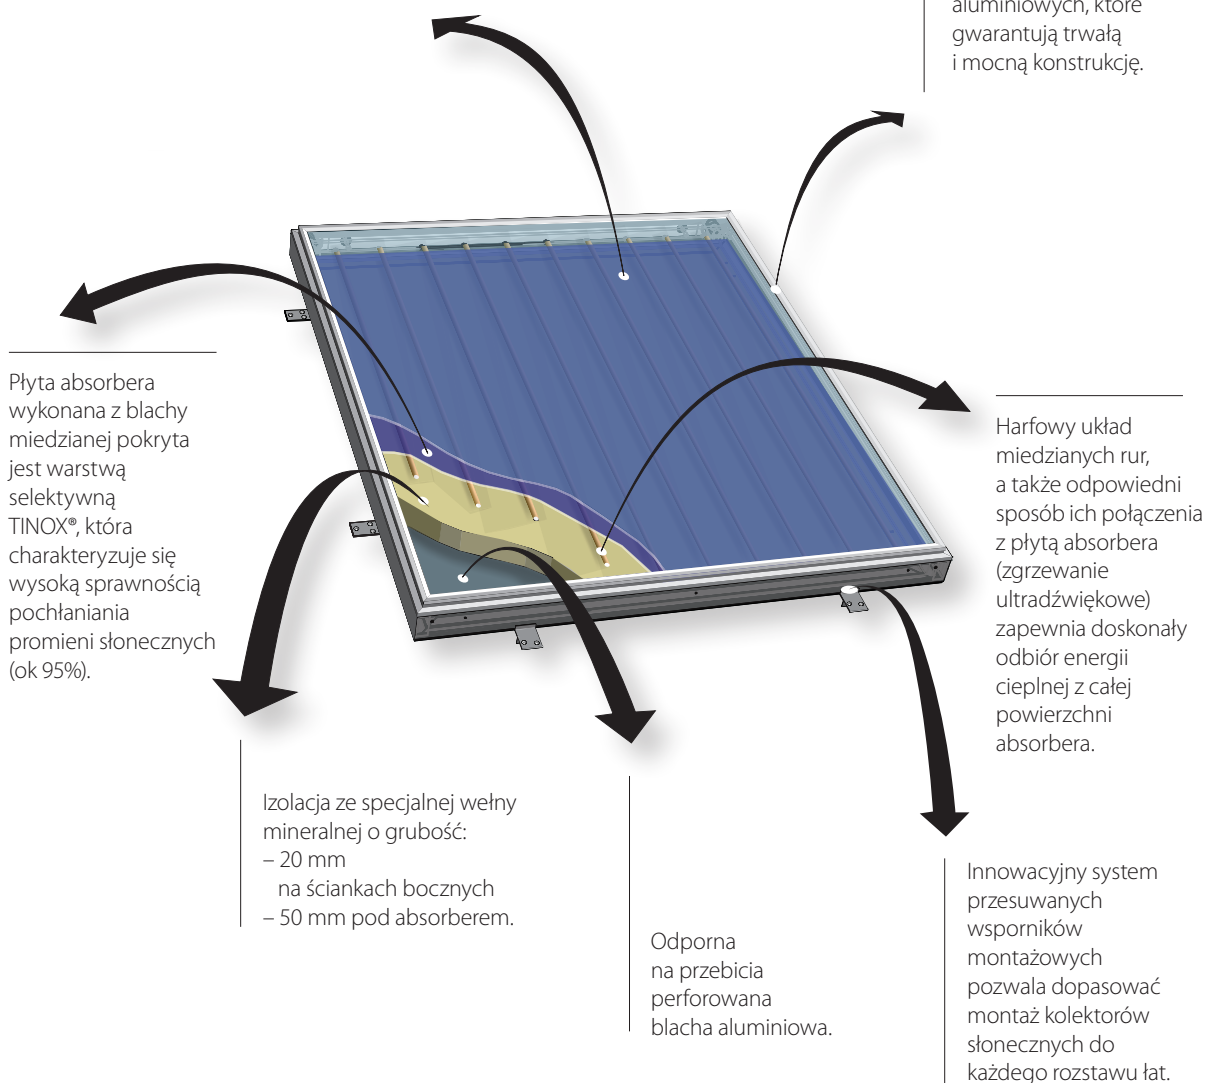 aluminiowych, które
gwarantują trwałą
i mocną konstrukcję.
Płyta absorbera
wykonana z blachy
miedzianej pokryta
jest warstwą
selektywną
TINOX®, która
charakteryzuje się
wysoką sprawnością
pochłaniania
promieni słonecznych
(ok 95%).
Harfowy układ
miedzianych rur,
a także odpowiedni
sposób ich połączenia
z płytą absorbera
(zgrzewanie
ultradźwiękowe)
zapewnia doskonały
odbiór energii
cieplnej z całej
powierzchni
absorbera.
Izolacja ze specjalnej wełny
mineralnej o grubość:
– 20 mm
na ściankach bocznych
– 50 mm pod absorberem.
Odporna
na przebicia
perforowana
blacha aluminiowa.
Innowacyjny system
przesuwanych
wsporników
montażowych
pozwala dopasować
montaż kolektorów
słonecznych do
każdego rozstawu łat.